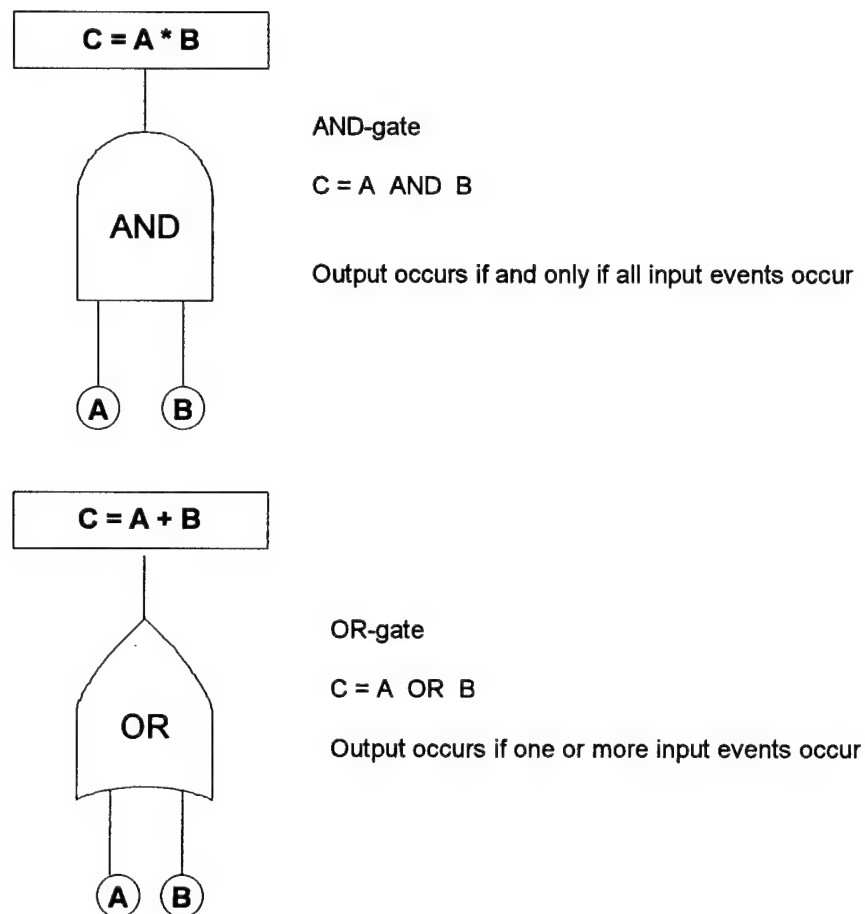 C = A * B
AND-gate
C = A AND B
AND
Output occurs if and only if all input events occur
A B
C = A + B
OR-gate
C = A OR B
OR
Output occurs if one or more input events occur
A B